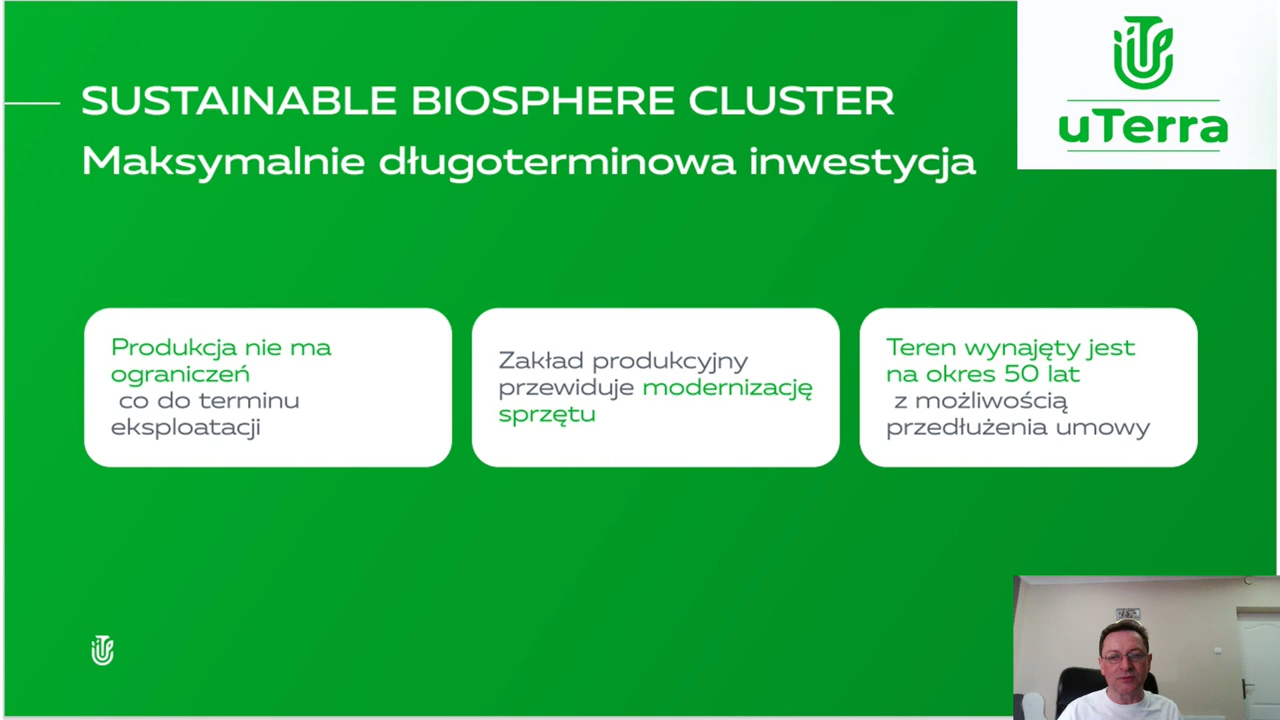 SUSTAINABLE BIOSPHERE CLUSTER
Maksymalnie długoterminowa inwestycja
uTerra
Produkcja nie ma
ograniczeń
co do terminu
eksploatacji
Zakład produkcyjny
przewiduje modernizację
sprzętu
Teren wynajęty jest
na okres 50 lat
z możliwością
przedłużenia umowy